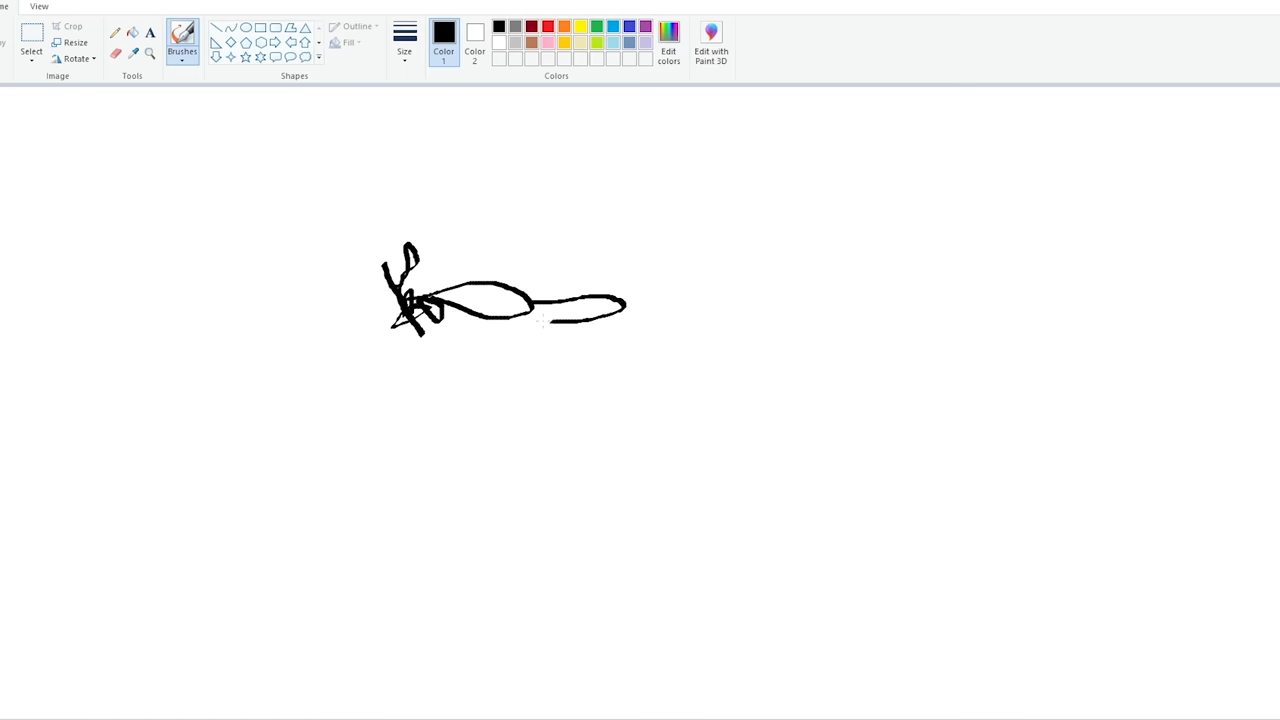 me View
Crop
Resize
Rotate
Select
Image
Tools
Brushes
Outline
Fill
Shapes
Size
Color 1
Color 2
Colors
Edit colors
Edit with Paint 3D